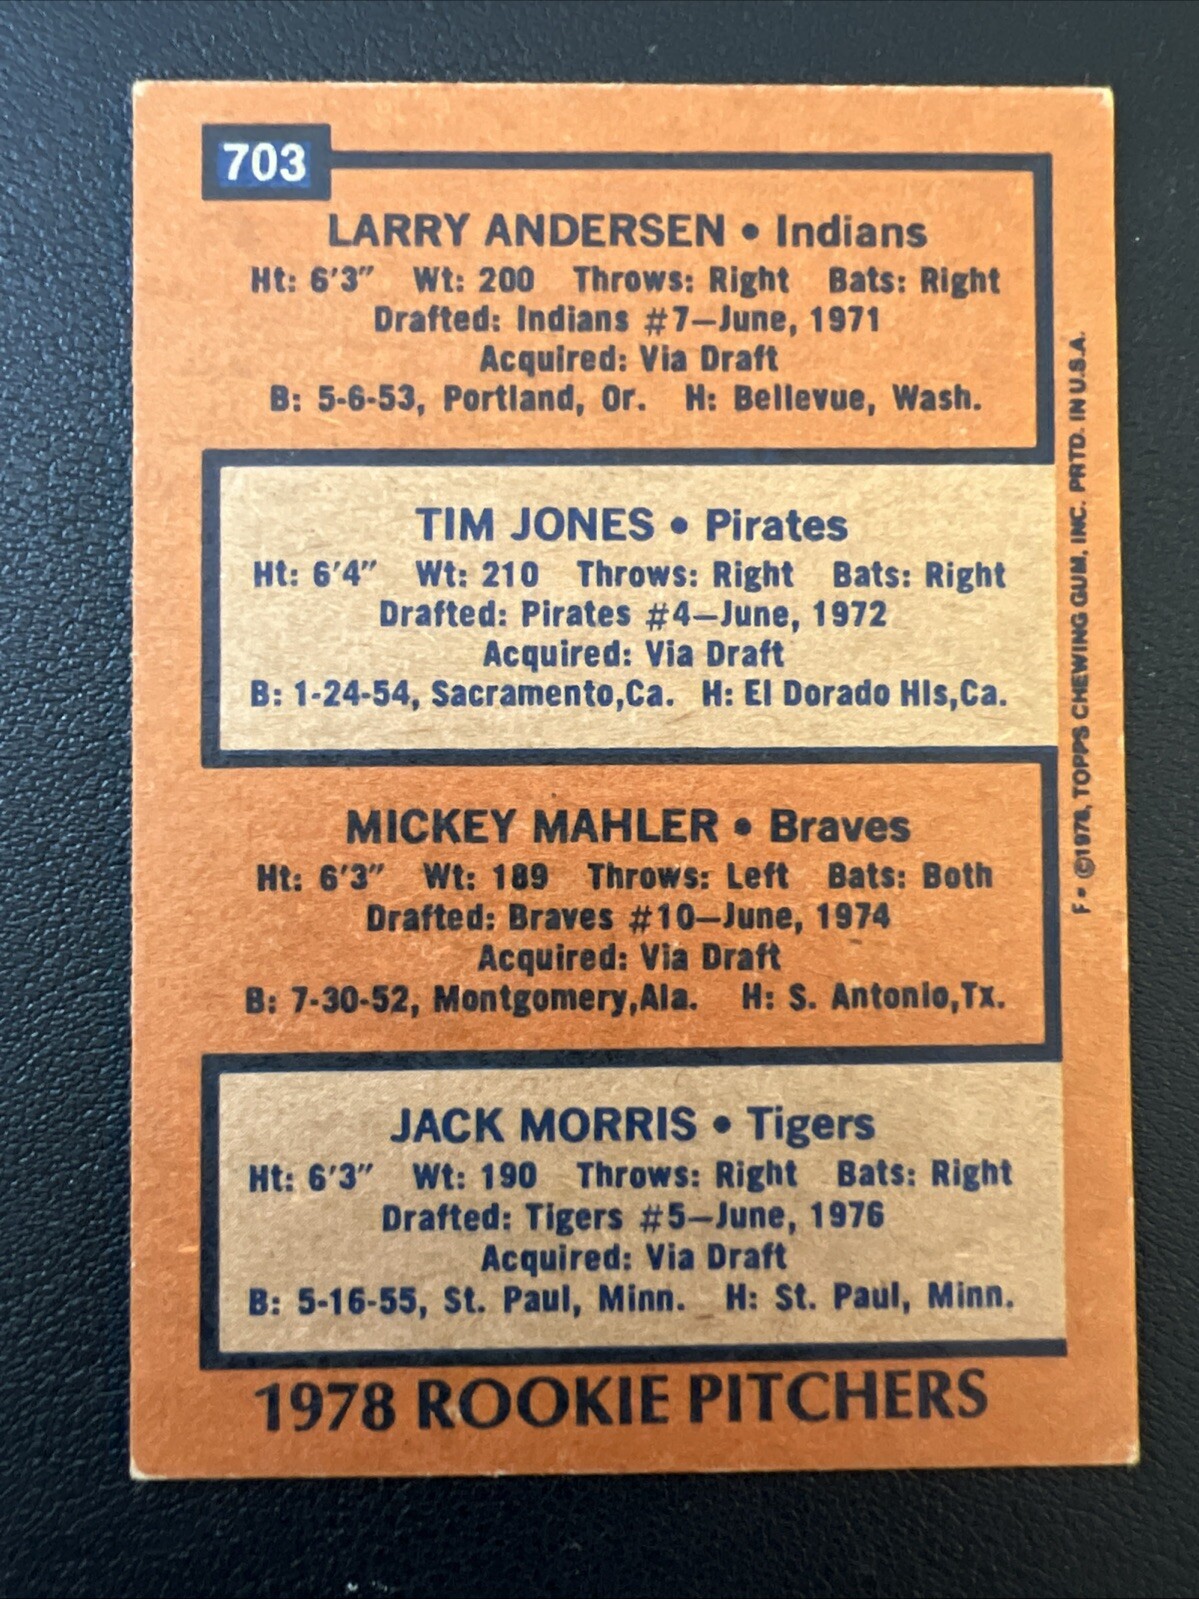 703
LARRY ANDERSEN • Indians
Ht: 6'3" Wt: 200 Throws: Right Bats: Right
Drafted: Indians #7—June, 1971
Acquired: Via Draft
B: 5-6-53, Portland, Or. H: Bellevue, Wash.
TIM JONES • Pirates
Ht: 6'4" Wt: 210 Throws: Right Bats: Right
Drafted: Pirates #4—June, 1972
Acquired: Via Draft
B: 1-24-54, Sacramento,Ca. H: El Dorado Hls,Ca.
MICKEY MAHLER • Braves
Ht: 6'3" Wt: 189 Throws: Left Bats: Both
Drafted: Braves #10—June, 1974
Acquired: Via Draft
B: 7-30-52, Montgomery,Ala. H: S. Antonio,Tx.
JACK MORRIS • Tigers
Ht: 6'3" Wt: 190 Throws: Right Bats: Right
Drafted: Tigers #5—June, 1976
Acquired: Via Draft
B: 5-16-55, St. Paul, Minn. H: St. Paul, Minn.
1978 ROOKIE PITCHERS
F • ©1978, TOPPS CHEWING GUM, INC. PRTD. IN U.S.A.